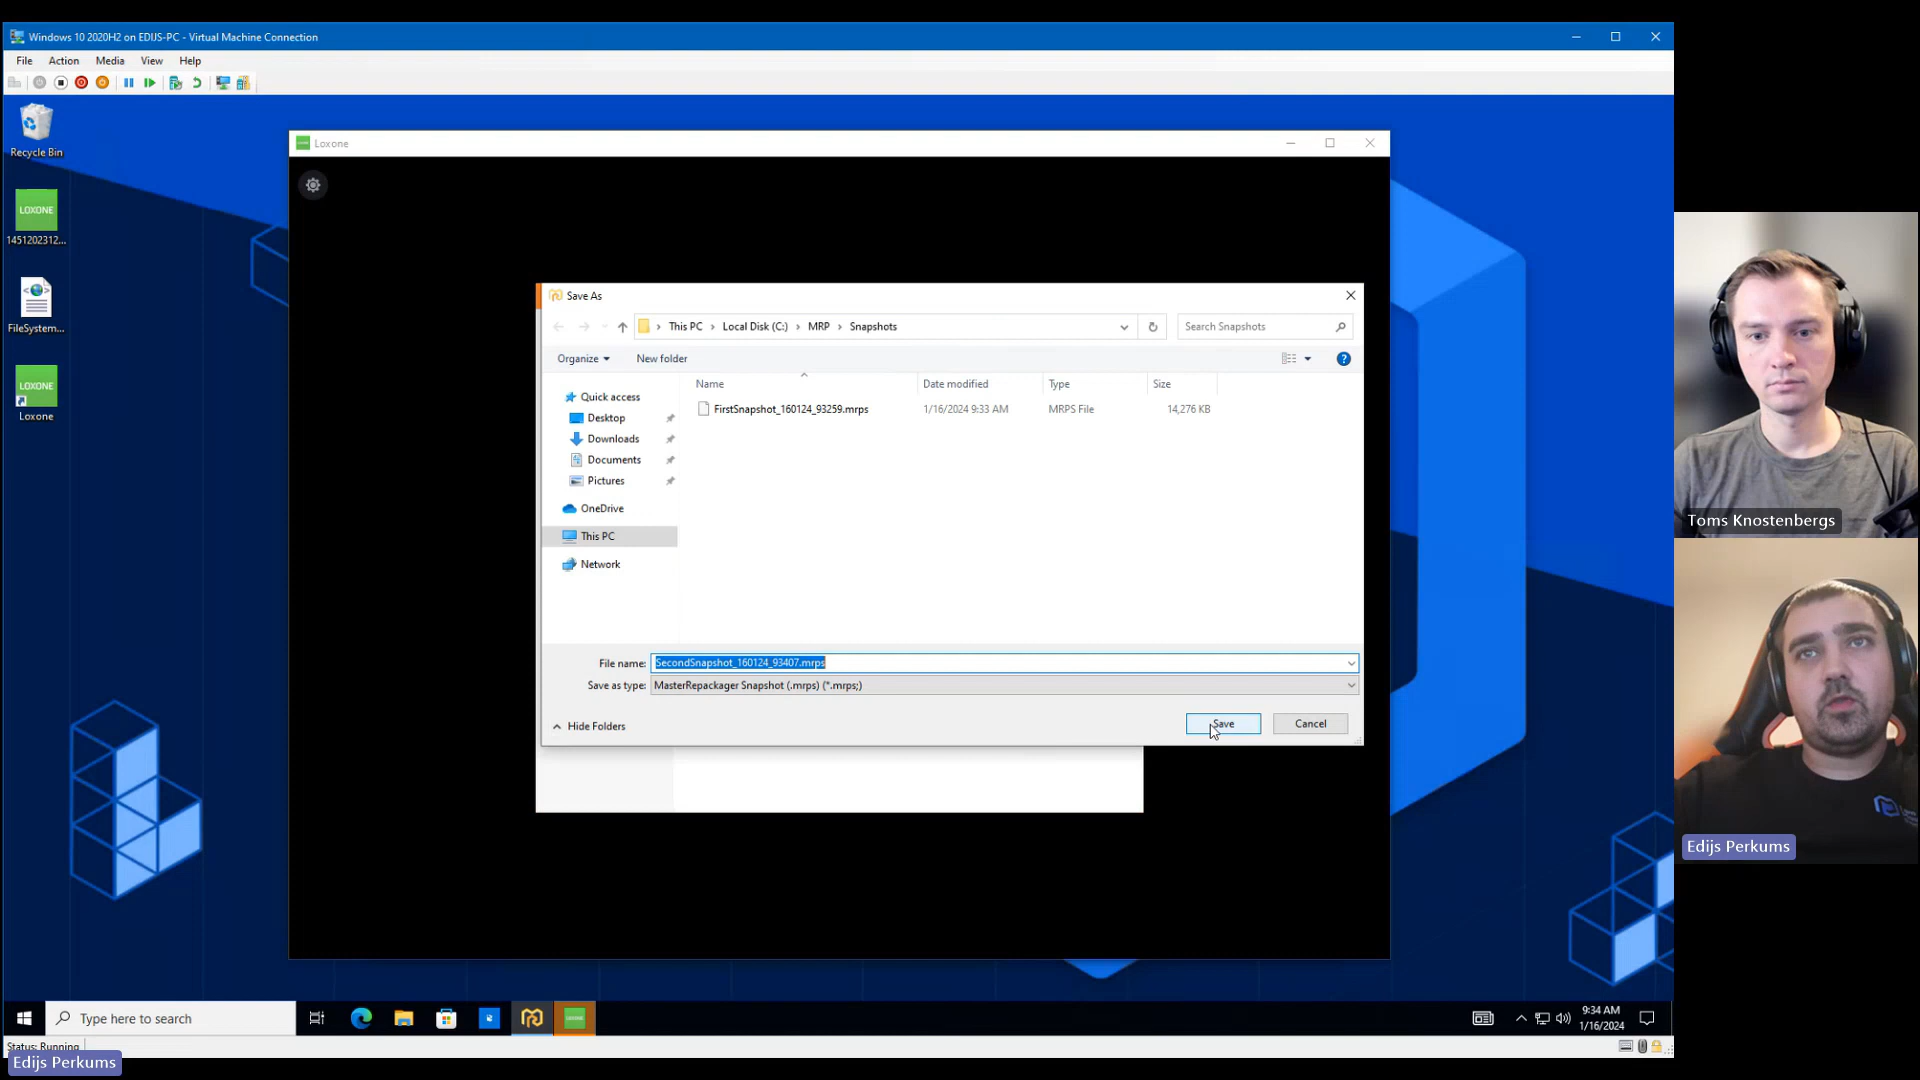 Windows 10 2020H2 on EDIJS-PC - Virtual Machine Connection
File Action Media View Help
Recycle Bin
LOXONE
1451202312...
FileSystem...
LOXONE
Loxone
Loxone
Save As
This PC › Local Disk (C:) › MRP › Snapshots
Search Snapshots
Organize
New folder
Name Date modified Type Size
FirstSnapshot_160124_93259.mrps 1/16/2024 9:33 AM MRPS File 14,276 KB
Quick access
Desktop
Downloads
Documents
Pictures
OneDrive
This PC
Network
File name: SecondSnapshot_160124_93407.mrps
Save as type: MasterRepackager Snapshot (.mrps) (*.mrps;)
Hide Folders
Save
Cancel
Toms Knostenbergs
Edijs Perkums
Type here to search
9:34 AM
1/16/2024
Status: Running
Edijs Perkums